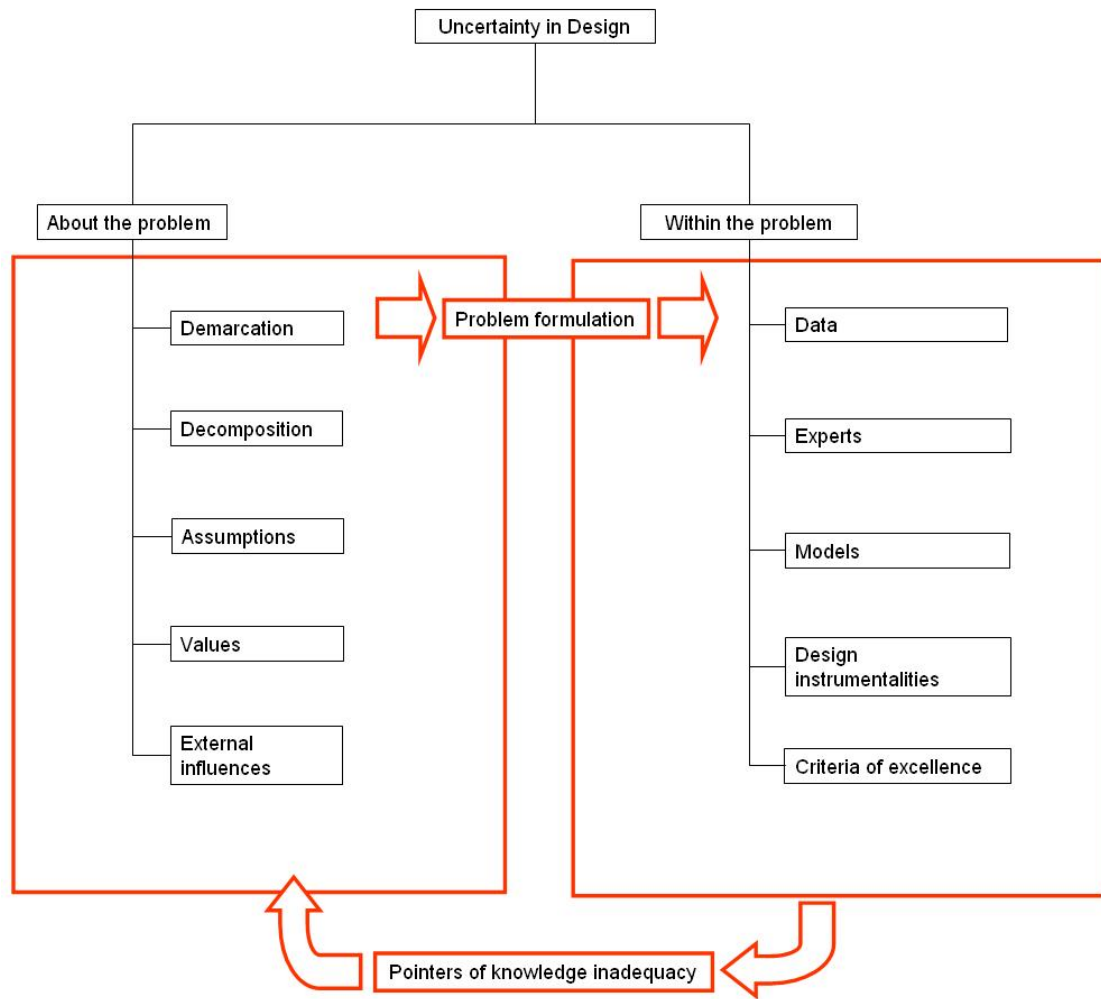 Uncertainty in Design
About the problem
Within the problem
Demarcation
Problem formulation
Data
Decomposition
Experts
Assumptions
Models
Values
Design
instrumentalities
External
influences
Criteria of excellence
Pointers of knowledge inadequacy